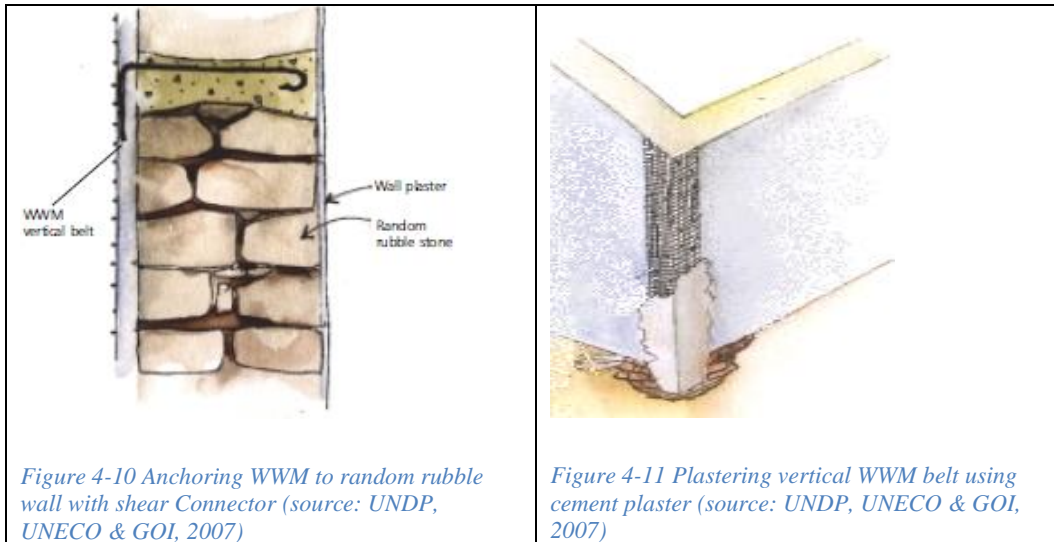 WWM
vertical belt
Wall plaster
Random
rubble stone
Figure 4-10 Anchoring WWM to random rubble
wall with shear Connector (source: UNDP,
UNECO & GOI, 2007)
Figure 4-11 Plastering vertical WWM belt using
cement plaster (source: UNDP, UNECO & GOI,
2007)